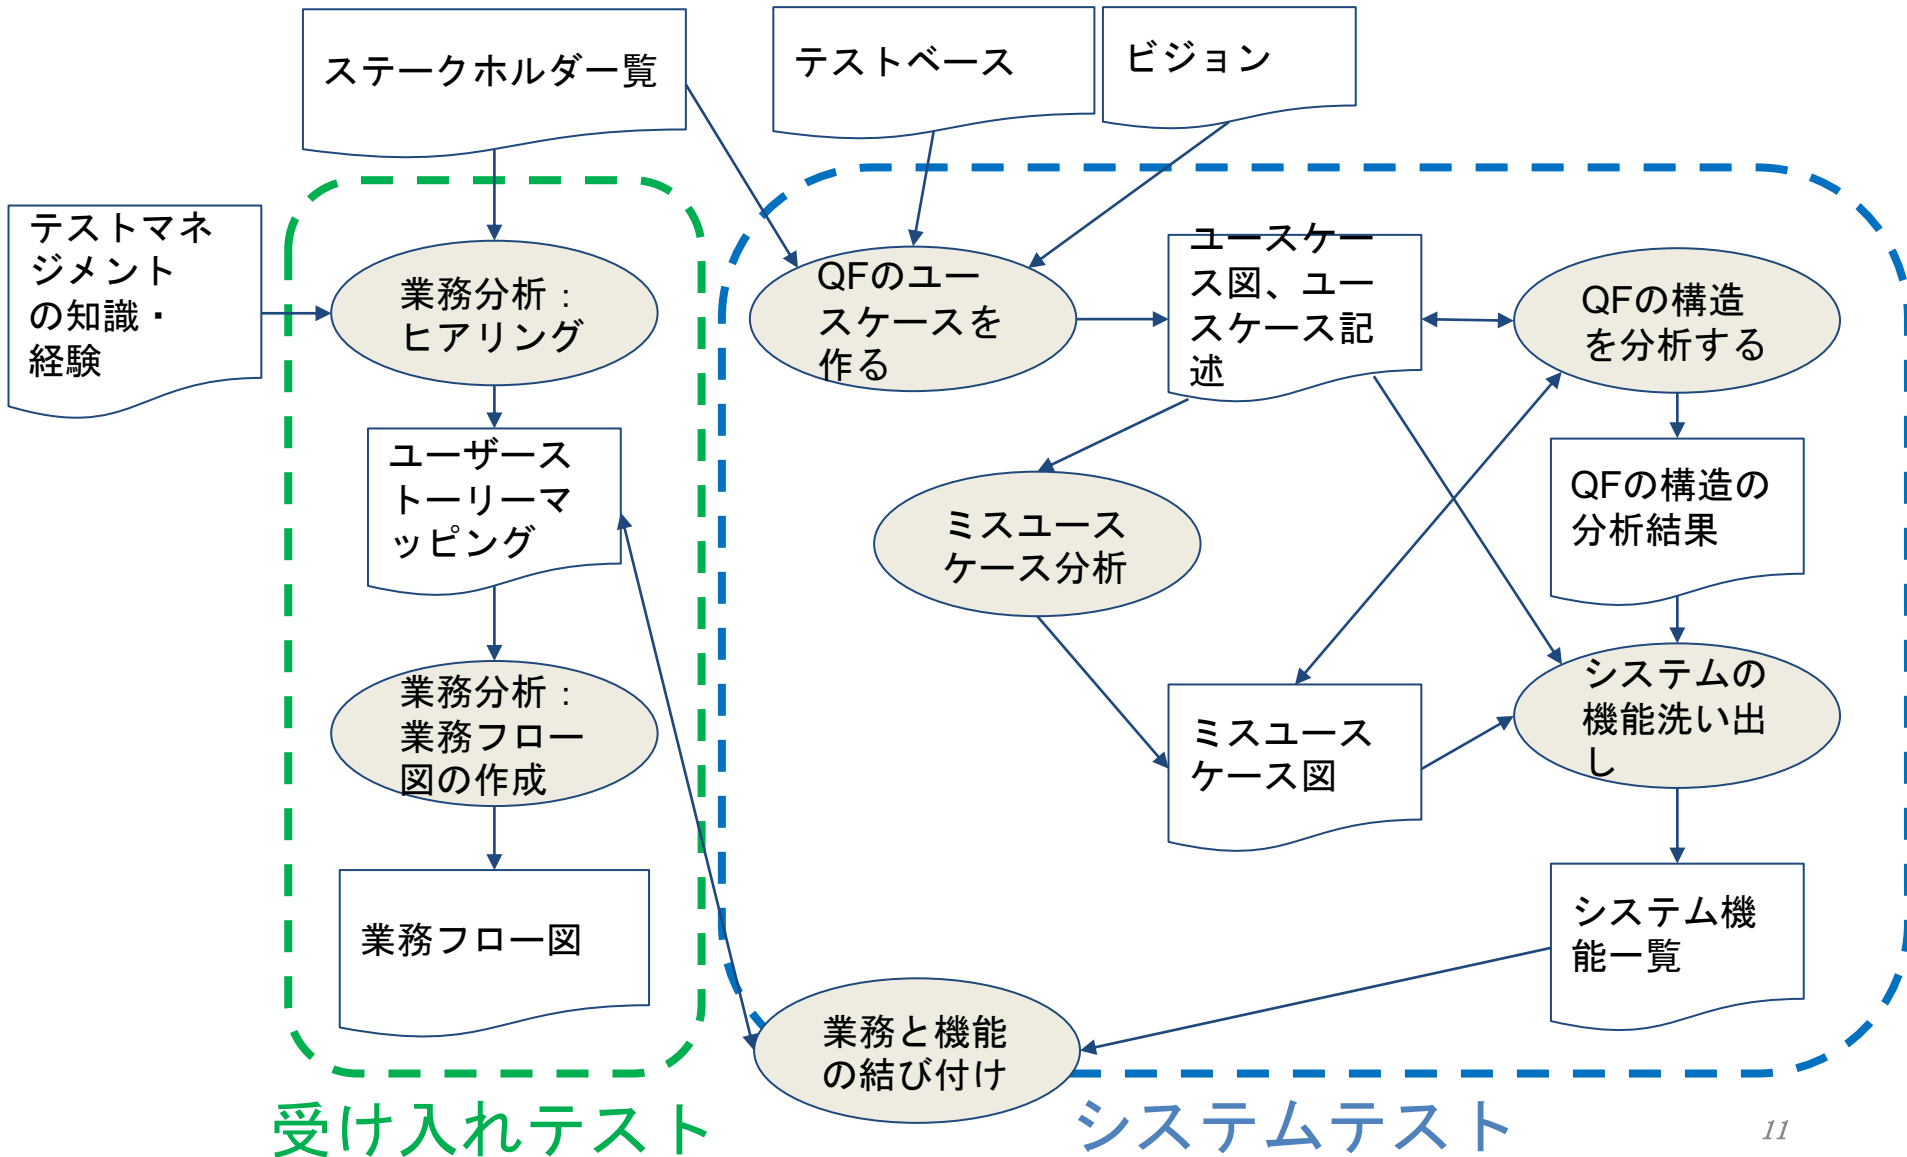 ステークホルダ一覧
テストベース
ビジョン
テストマネ
ジメント
の知識・
経験
業務分析：
ヒアリング
QFのユー
スケースを
作る
ユースケー
ス図、ユー
スケース記
述
QFの構造
を分析する
ユーザース
トーリーマ
ッピング
ミスユース
ケース分析
QFの構造の
分析結果
業務分析：
業務フロー
図の作成
ミスユース
ケース図
システムの
機能洗い出
し
業務フロー図
システム機
能一覧
業務と機能
の結び付け
受け入れテスト
システムテスト
11